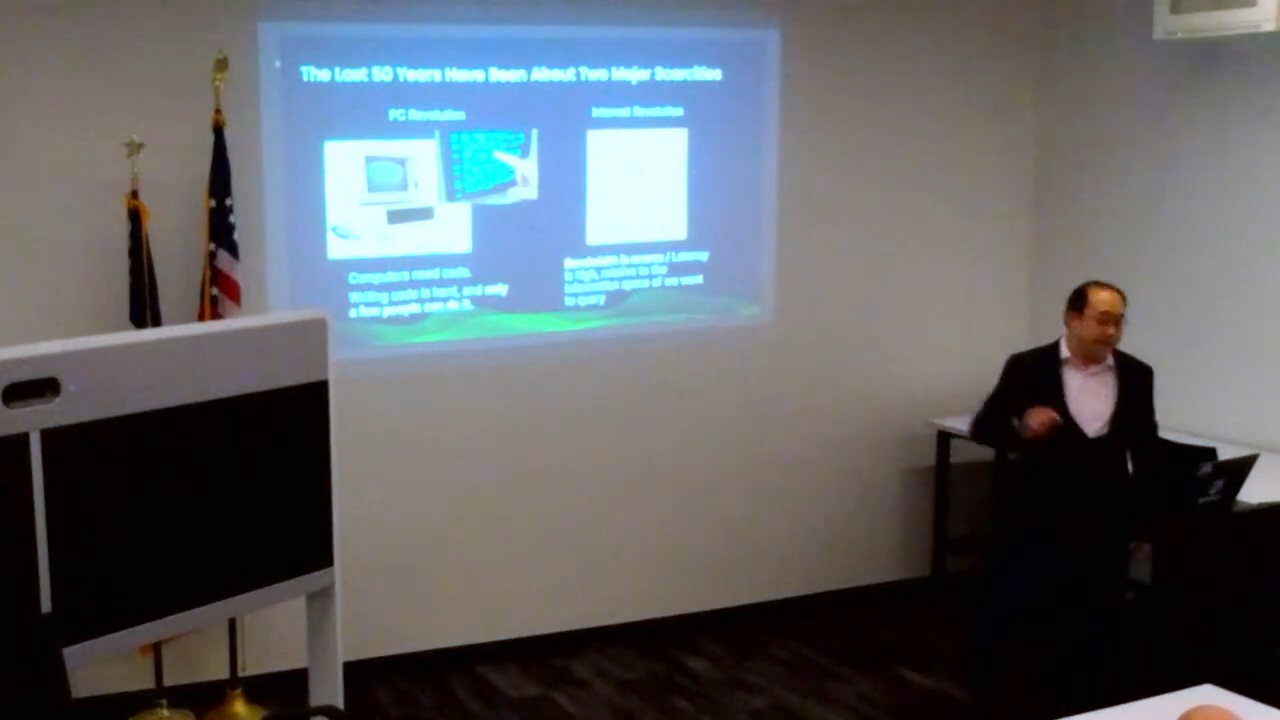 The Last 50 Years Have Been About Two Major Scarcities
PC Revolution
Internet Revolution
Computers need code.
Writing code is hard, and only
a few people can do it.
Bandwidth is scarce / Latency
is high, relative to the
information space of we want
to query